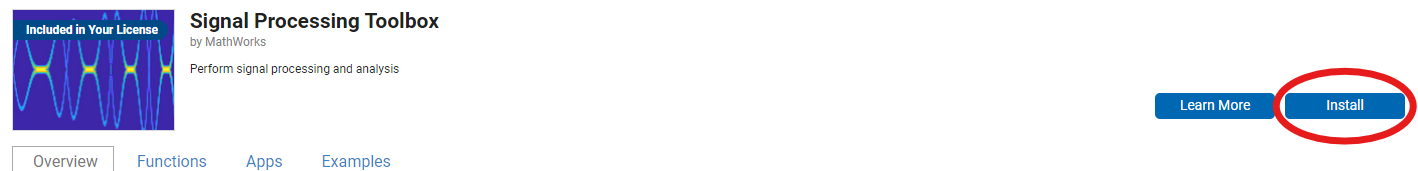 Included in Your License
Signal Processing Toolbox
by MathWorks
Perform signal processing and analysis
Learn More
Install
Overview
Functions
Apps
Examples